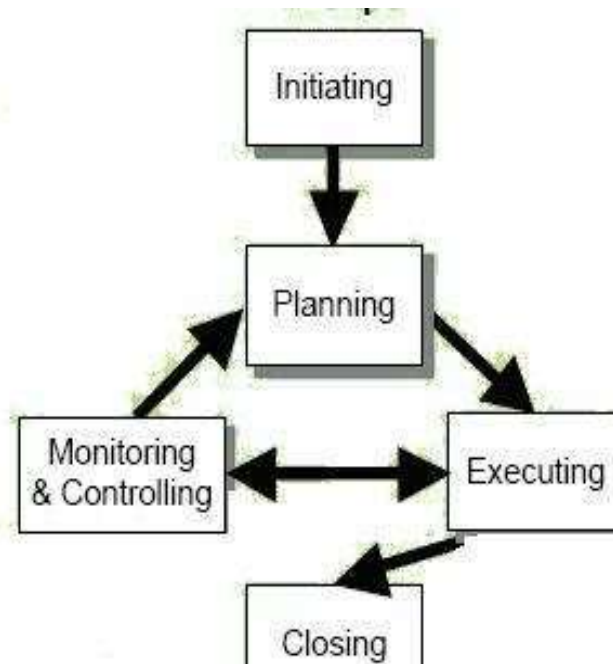 Initiating
Planning
Monitoring
& Controlling
Executing
Closing